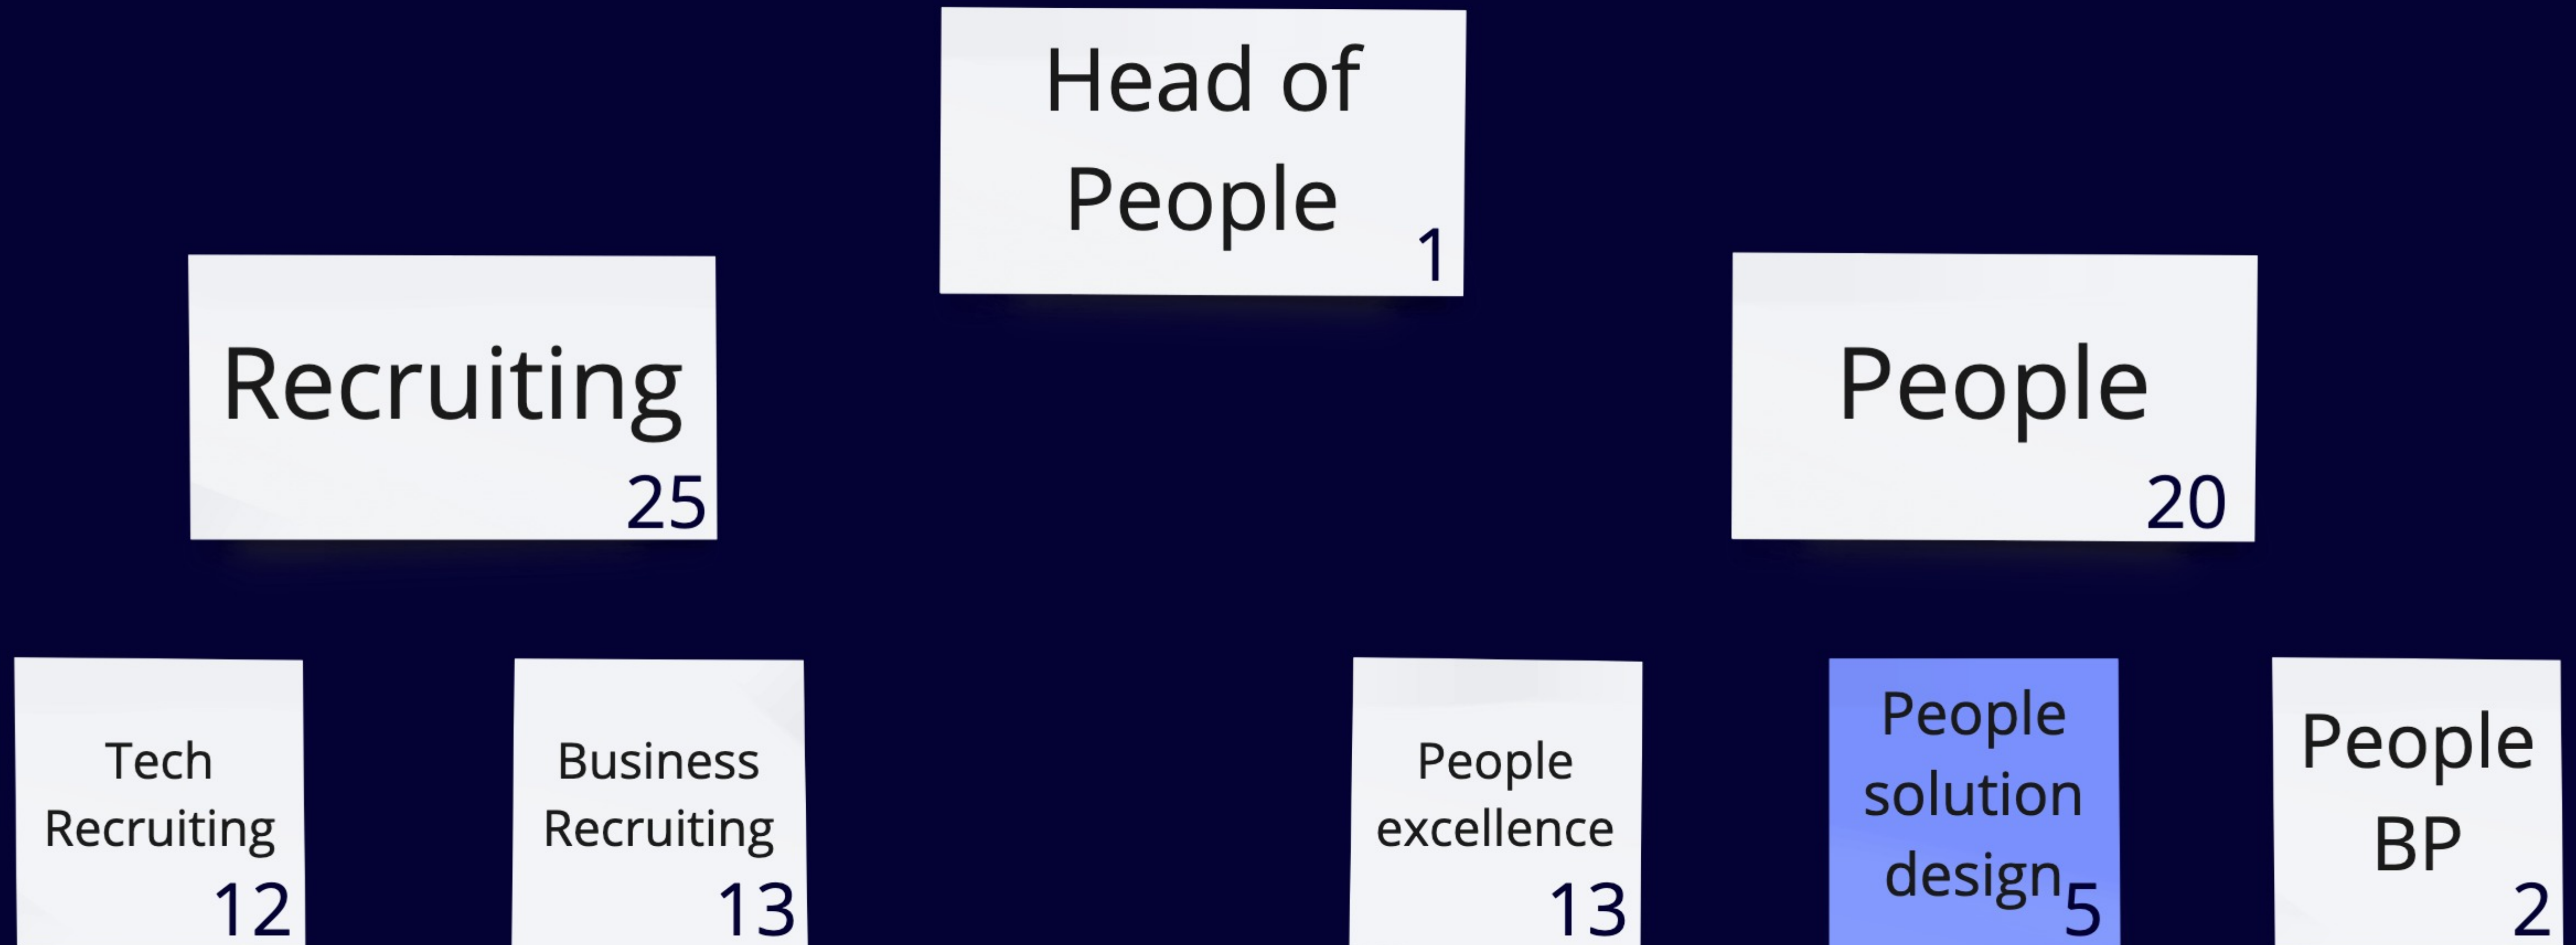 Head of
People
1
Recruiting
25
People
20
Tech
Recruiting
12
Business
Recruiting
13
People
excellence
13
People
solution
design
5
People
BP
2